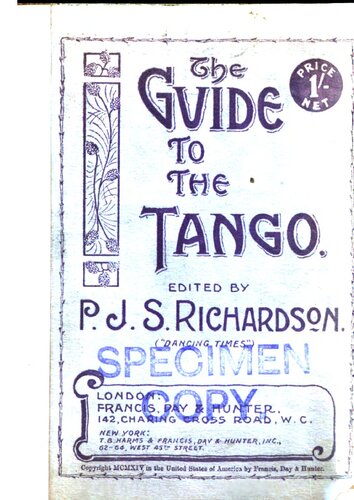 The
GUIDE
TO
THE
TANGO.
PRICE
1/-
NET
EDITED BY
P. J. S. RICHARDSON.
("DANCING TIMES")
SPECIMEN
COPY
LONDON:
FRANCIS, DAY & HUNTER,
142, CHARING CROSS ROAD, W.C.
NEW YORK:
T. B. HARMS & FRANCIS, DAY & HUNTER, INC.,
62-64, WEST 45TH STREET.
Copyright MCMXIV in the United States of America by Francis, Day & Hunter.